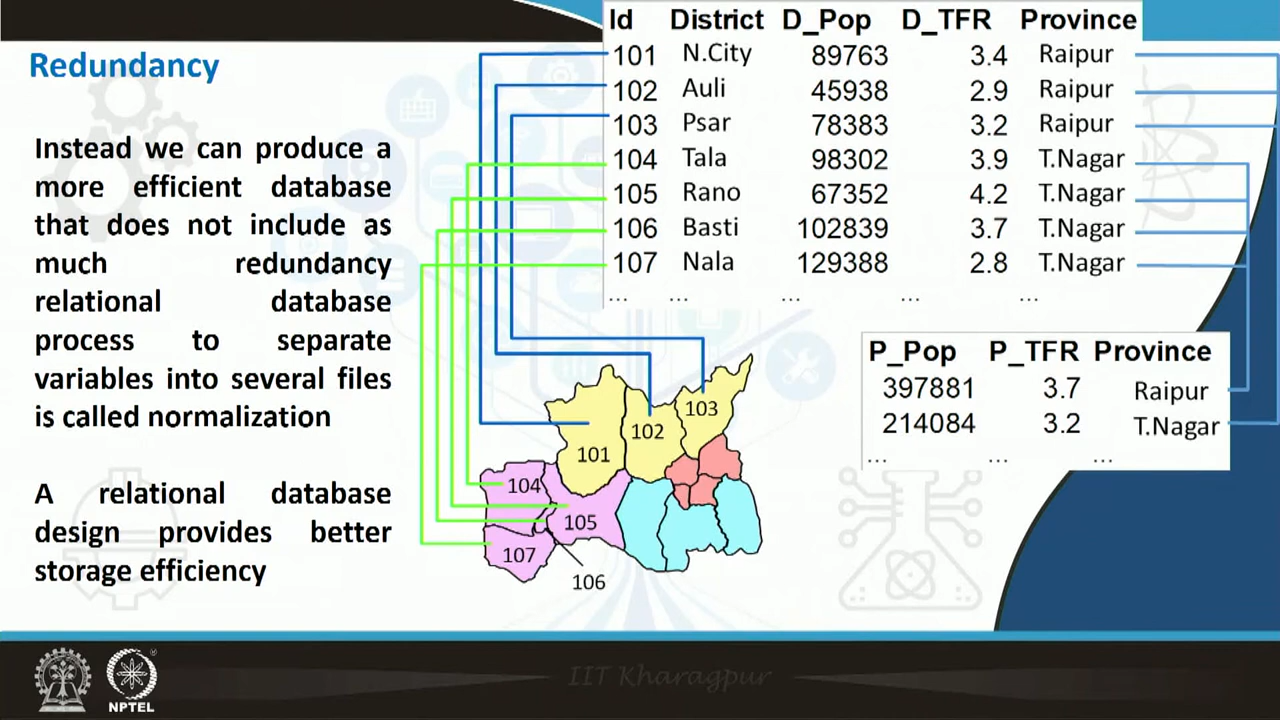 Redundancy
Instead we can produce a
more efficient database
that does not include as
much redundancy
relational database
process to separate
variables into several files
is called normalization
A relational database
design provides better
storage efficiency
Id District D_Pop D_TFR Province
101 N.City 89763 3.4 Raipur
102 Auli 45938 2.9 Raipur
103 Psar 78383 3.2 Raipur
104 Tala 98302 3.9 T.Nagar
105 Rano 67352 4.2 T.Nagar
106 Basti 102839 3.7 T.Nagar
107 Nala 129388 2.8 T.Nagar
... ... ... ... ...
P_Pop P_TFR Province
397881 3.7 Raipur
214084 3.2 T.Nagar
... ... ...
103
102
101
104
105
107
106
IIT Kharagpur
NPTEL